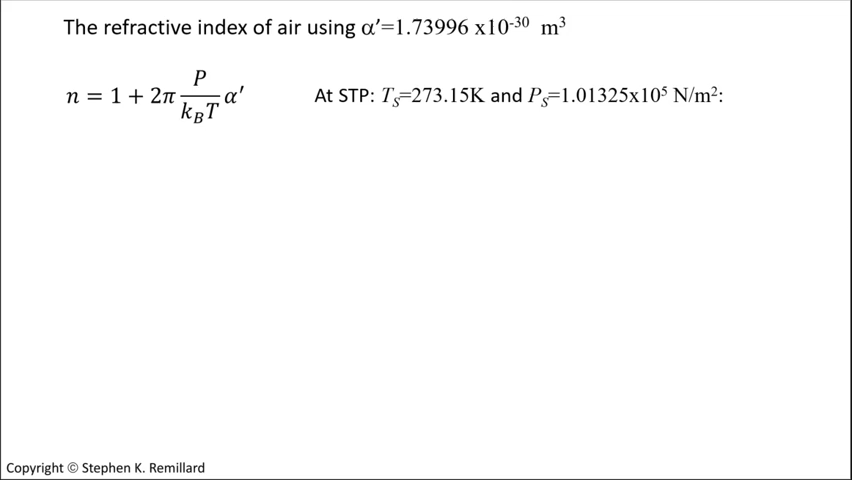 The refractive index of air using α′=1.73996 x10⁻³⁰ m³
n = 1 + 2π P/(k_BT) α′ At STP: T_S=273.15K and P_S=1.01325x10⁵ N/m²:
Copyright © Stephen K. Remillard